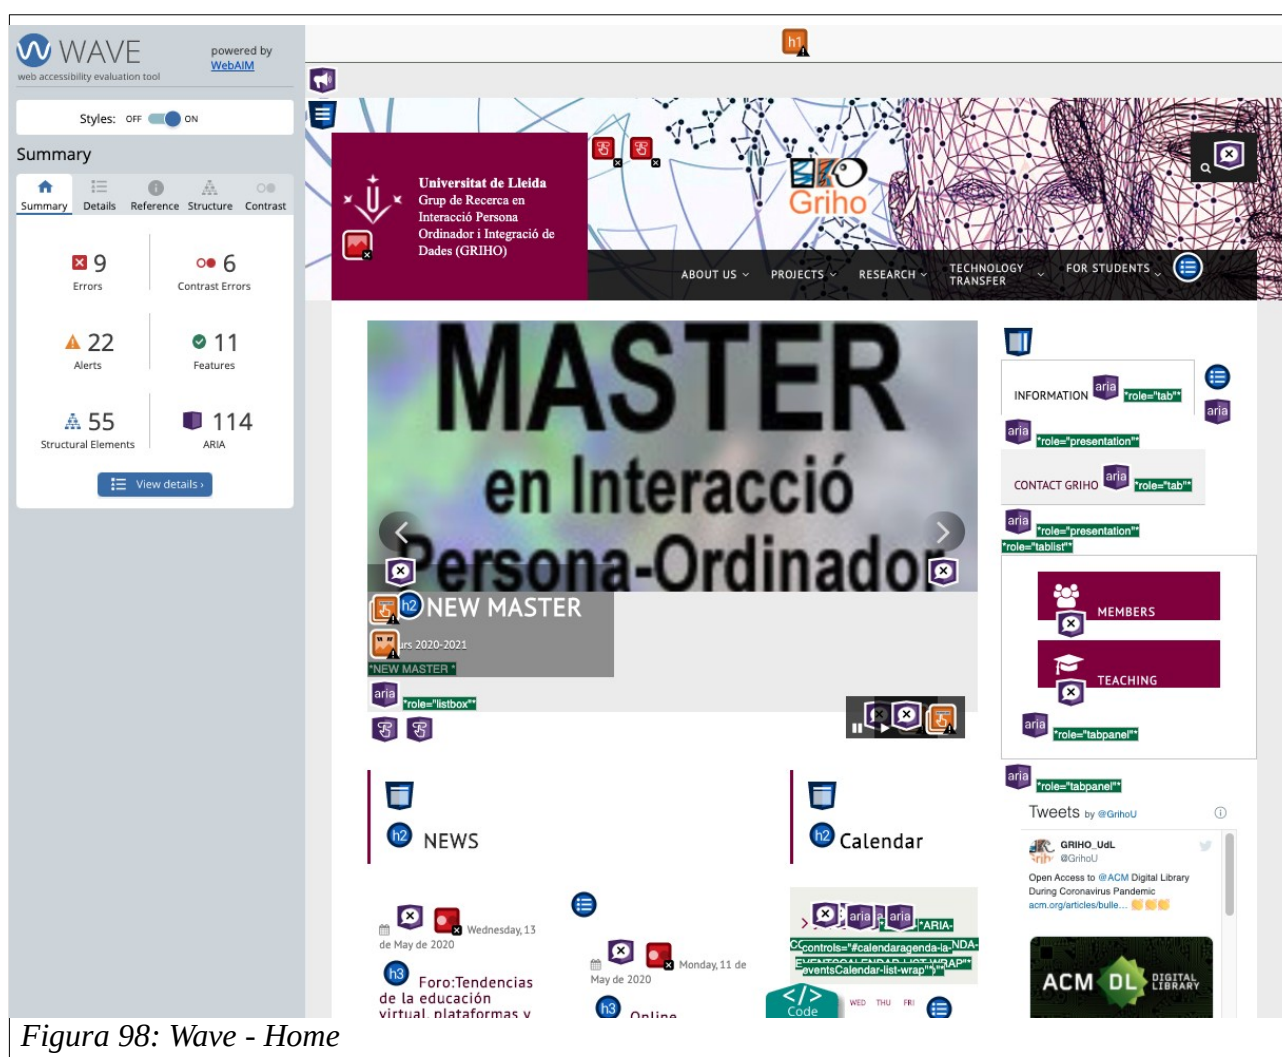 WAVE
web accessibility evaluation tool
powered by
WebAIM
Styles: OFF ON
Summary
Summary Details Reference Structure Contrast
9
Errors
6
Contrast Errors
22
Alerts
11
Features
55
Structural Elements
114
ARIA
View details ›
h1
Universitat de Lleida
Grup de Recerca en
Interacció Persona
Ordinador i Integració de
Dades (GRIHO)
Griho
ABOUT US PROJECTS RESEARCH TECHNOLOGY TRANSFER FOR STUDENTS
MASTER
en Interacció
Persona-Ordinador
h2 NEW MASTER
urs 2020-2021
*NEW MASTER *
aria *role="listbox"*
INFORMATION aria *role="tab"*
aria
aria *role="presentation"*
CONTACT GRIHO aria *role="tab"*
aria *role="presentation"*
*role="tablist"*
MEMBERS
TEACHING
aria *role="tabpanel"*
aria *role="tabpanel"*
h2 NEWS
h2 Calendar
Wednesday, 13
de May de 2020
h3 Foro:Tendencias
de la educación
virtual, plataformas y
Monday, 11 de
May de 2020
h3 Online
aria aria *ARIA-
controls="#calendaragenda-la-NDA-
eventsCalendar-list-wrap"*
</>
Code
WED THU FRI
Tweets by @GrihoU
GRIHO_UdL
@GrihoU
Open Access to @ACM Digital Library
During Coronavirus Pandemic
acm.org/articles/bulle...
ACM DL DIGITAL LIBRARY
Figura 98: Wave - Home